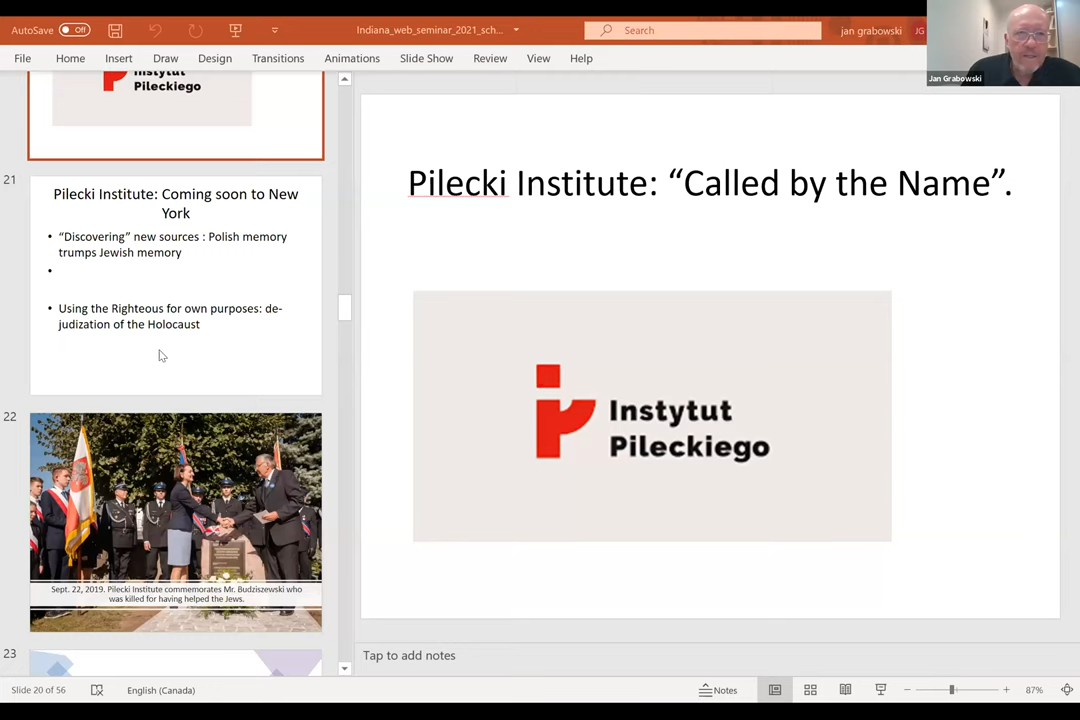 AutoSave
Off
Indiana_web_seminar_2021_sch...
Search
jan grabowski
JG
Jan Grabowski
File
Home
Insert
Draw
Design
Transitions
Animations
Slide Show
Review
View
Help
Instytut
Pileckiego
21
Pilecki Institute: Coming soon to New
York
• “Discovering” new sources : Polish memory
trumps Jewish memory
•
• Using the Righteous for own purposes: de-
judization of the Holocaust
22
Sept. 22, 2019. Pilecki Institute commemorates Mr. Budziszewski who
was killed for having helped the Jews.
23
Pilecki Institute: “Called by the Name”.
Instytut
Pileckiego
Tap to add notes
Slide 20 of 56
English (Canada)
Notes
87%